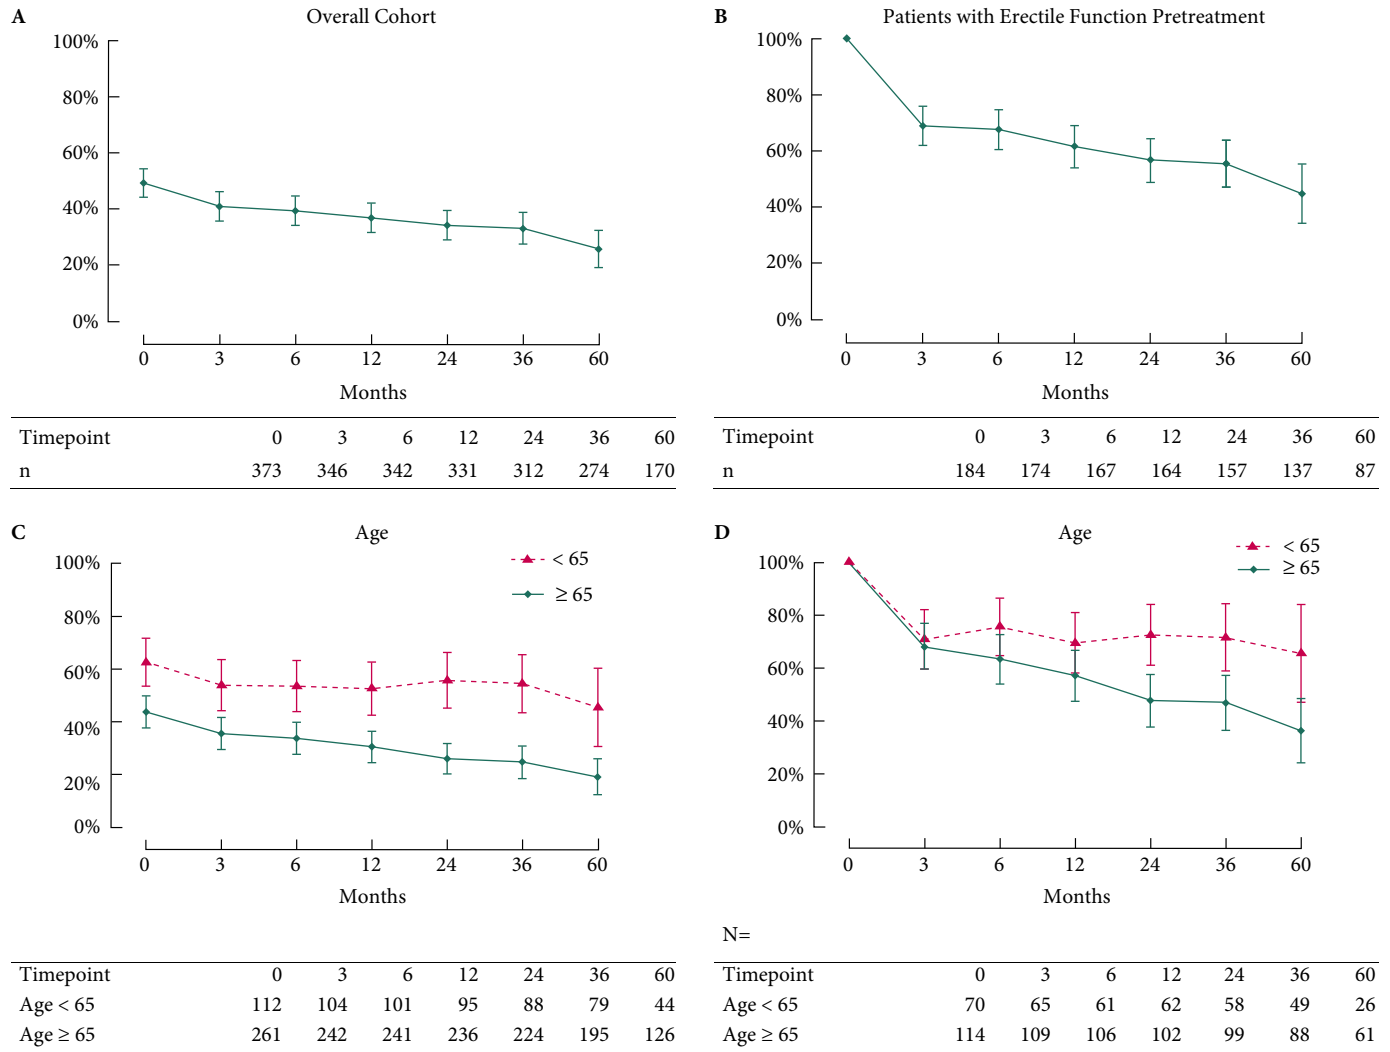 A Overall Cohort
100%
80%
60%
40%
20%
0%
0 3 6 12 24 36 60
Months
Timepoint 0 3 6 12 24 36 60
n 373 346 342 331 312 274 170
B Patients with Erectile Function Pretreatment
100%
80%
60%
40%
20%
0%
0 3 6 12 24 36 60
Months
Timepoint 0 3 6 12 24 36 60
n 184 174 167 164 157 137 87
C Age
< 65
≥ 65
100%
80%
60%
40%
20%
0%
0 3 6 12 24 36 60
Months
Timepoint 0 3 6 12 24 36 60
Age < 65 112 104 101 95 88 79 44
Age ≥ 65 261 242 241 236 224 195 126
D Age
< 65
≥ 65
100%
80%
60%
40%
20%
0%
0 3 6 12 24 36 60
Months
N=
Timepoint 0 3 6 12 24 36 60
Age < 65 70 65 61 62 58 49 26
Age ≥ 65 114 109 106 102 99 88 61